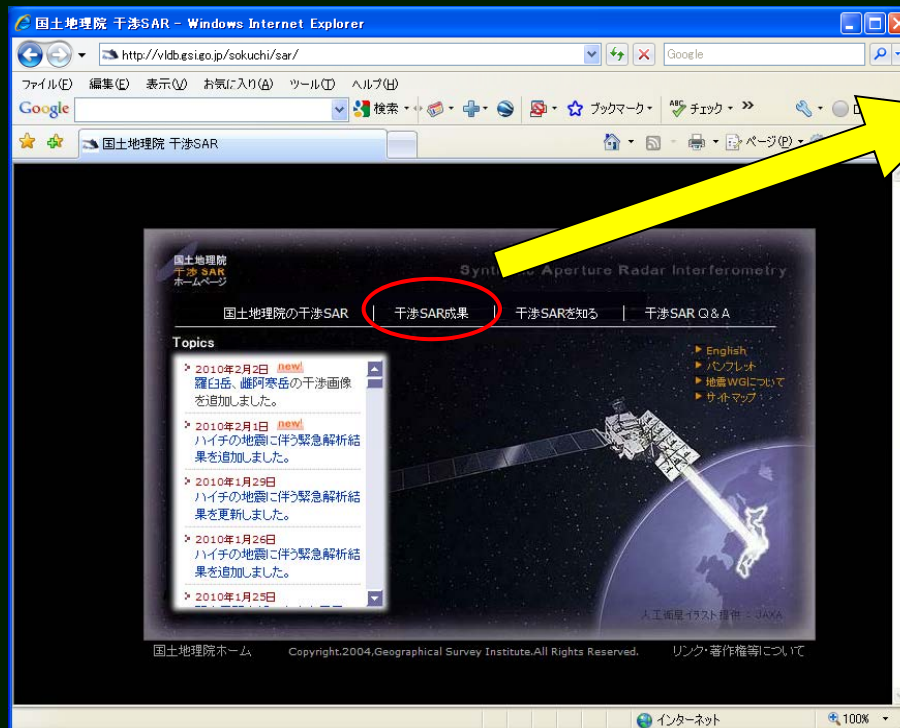 国土地理院 干渉SAR - Windows Internet Explorer
http://vldb.gsi.go.jp/sokuchi/sar/
Google
ファイル(F) 編集(E) 表示(V) お気に入り(A) ツール(T) ヘルプ(H)
Google 検索 ブックマーク ABC チェック
国土地理院 干渉SAR ページ(P)
国土地理院
干渉 SAR
ホームページ
Aperture Radar Interferometry
国土地理院の干渉SAR | 干渉SAR成果 | 干渉SARを知る | 干渉SAR Q&A
Topics
2010年2月2日 new!
羅臼岳、雌阿寒岳の干渉画像
を追加しました。
2010年2月1日 new!
ハイチの地震に伴う緊急解析結
果を追加しました。
2010年1月29日
ハイチの地震に伴う緊急解析結
果を更新しました。
2010年1月26日
ハイチの地震に伴う緊急解析結
果を追加しました。
2010年1月25日
English
パンフレット
地震WGについて
サイトマップ
人工衛星イラスト提供 : JAXA
国土地理院ホーム Copyright.2004,Geographical Survey Institute.All Rights Reserved. リンク・著作権等について
インターネット 100%